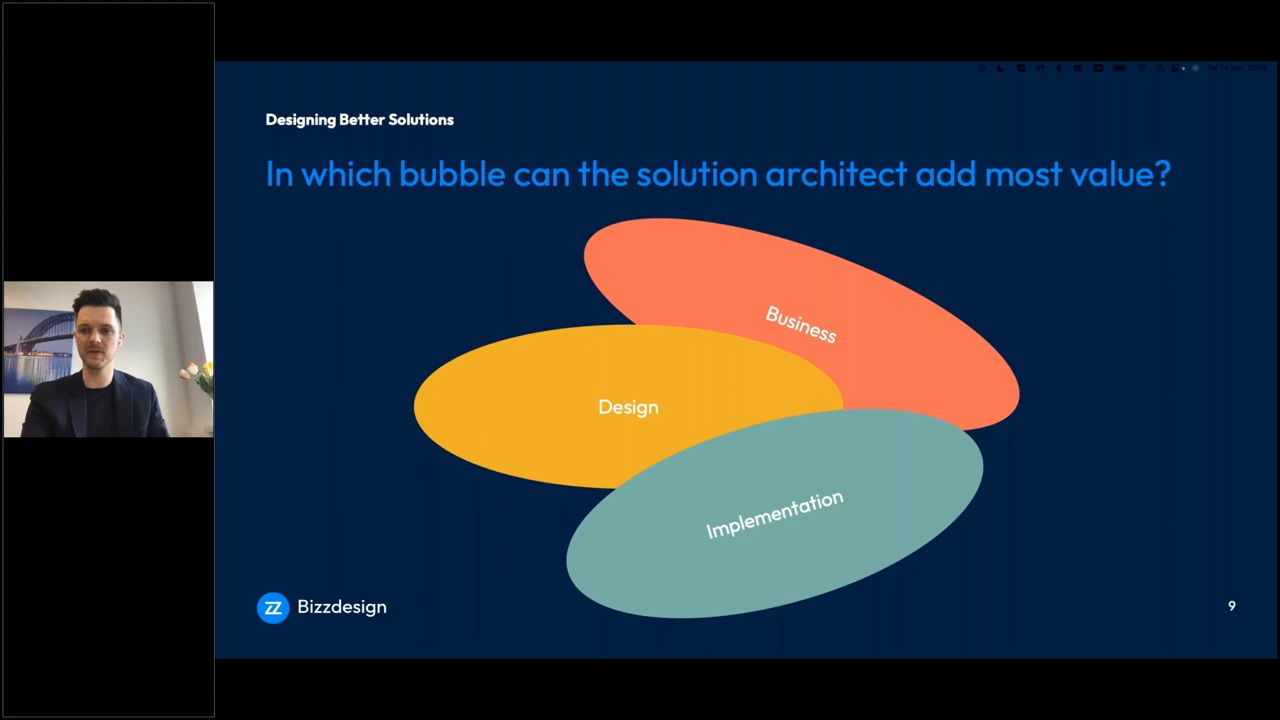 Designing Better Solutions
In which bubble can the solution architect add most value?
Business
Design
Implementation
Bizzdesign
9